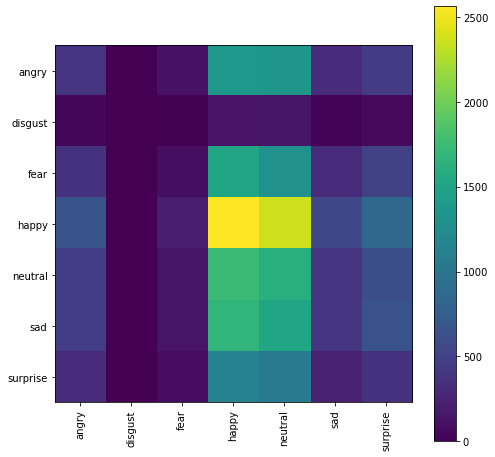 angry
disgust
fear
happy
neutral
sad
surprise
angry
disgust
fear
happy
neutral
sad
surprise
2500
2000
1500
1000
500
0